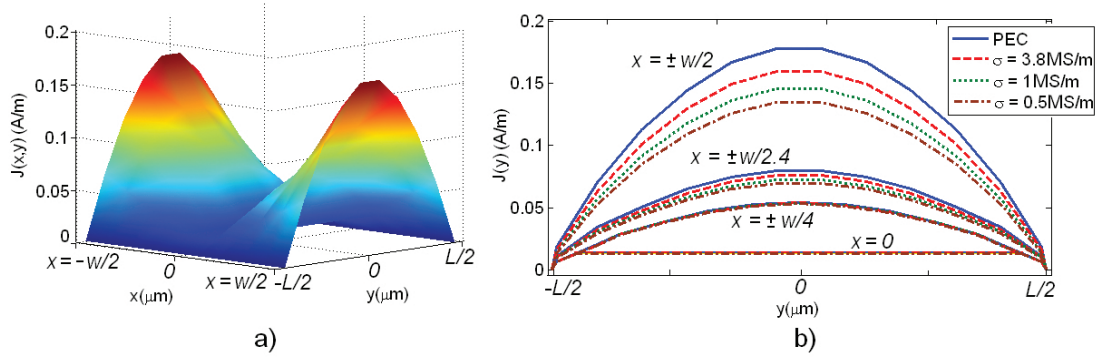 0.2
0.15
0.1
0.05
0
J(x,y) (A/m)
x = -w/2
0
x = w/2
x(μm)
-L/2
0
L/2
y(μm)
a)
0.2
0.15
0.1
0.05
0
J(y) (A/m)
x = ±w/2
x = ±w/2.4
x = ±w/4
x = 0
PEC
σ = 3.8MS/m
σ = 1MS/m
σ = 0.5MS/m
-L/2
0
L/2
y(μm)
b)